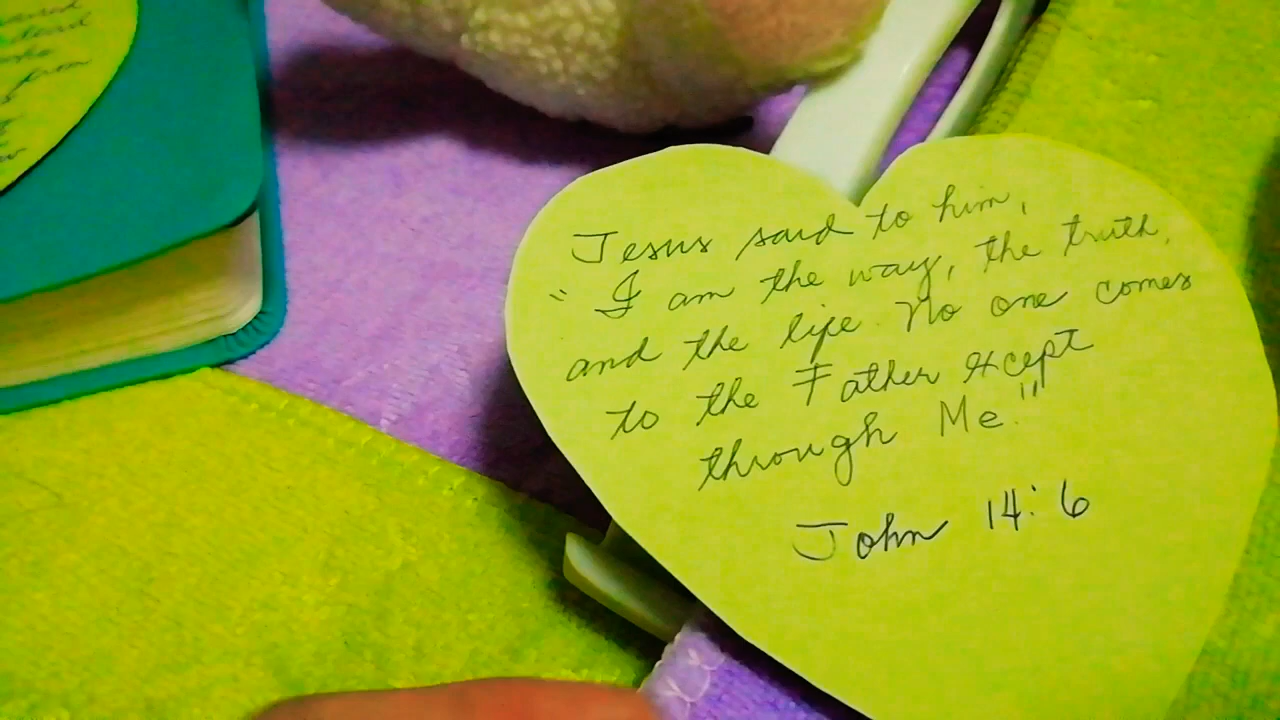 Jesus said to him,
" I am the way, the truth,
and the life No one comes
to the Father except
through Me."
John 14:6